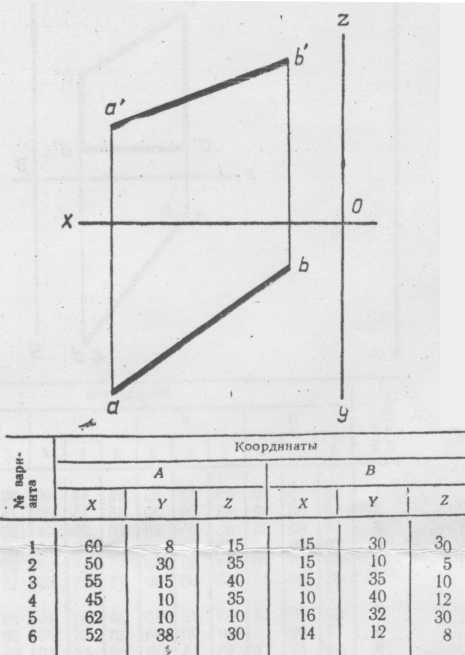 z
b'
a'
x
0
b
a
y
№ вари-
анта
Координаты
A B
X Y Z X Y Z
1 60 8 15 15 30 30
2 50 30 35 15 10 5
3 55 15 40 15 35 10
4 45 10 35 10 40 12
5 62 10 10 16 32 30
6 52 38 30 14 12 8